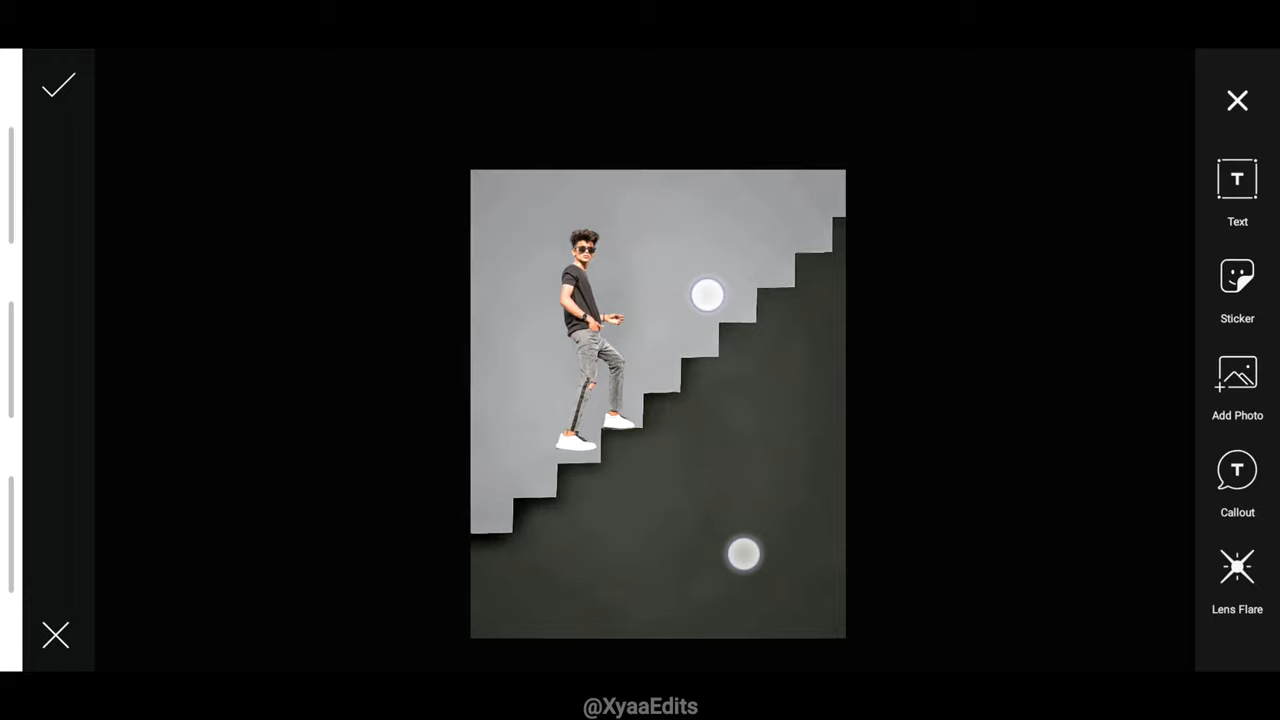 T
Text
Sticker
Add Photo
T
Callout
Lens Flare
@XyaaEdits